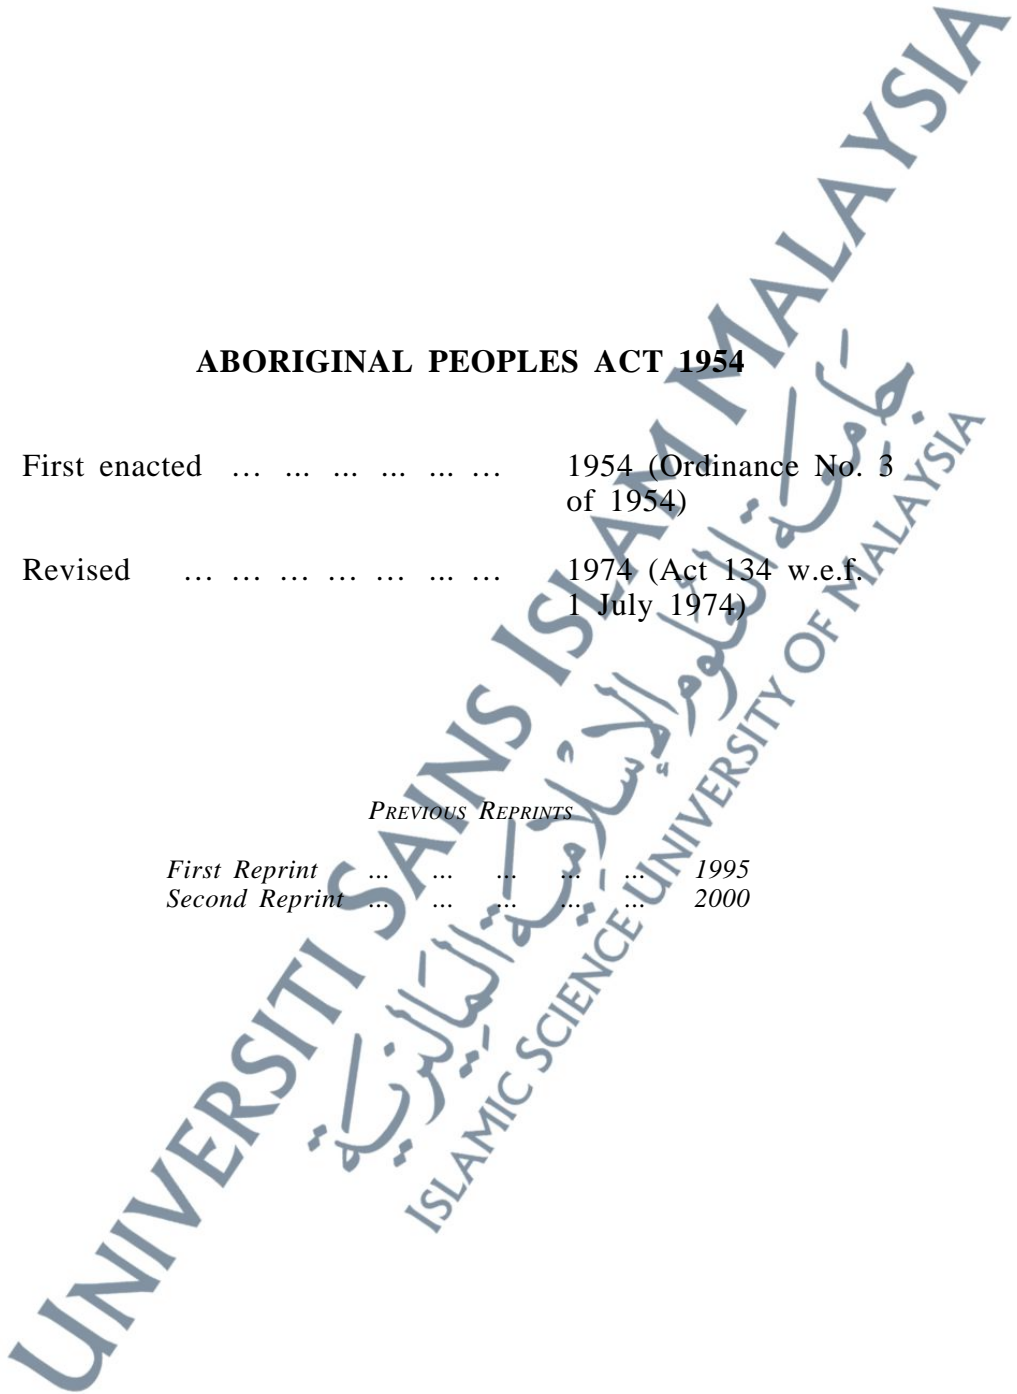 ABORIGINAL PEOPLES ACT 1954
First enacted ... ... ... ... ... ... 1954 (Ordinance No. 3
of 1954)
Revised ... ... ... ... ... ... ... 1974 (Act 134 w.e.f.
1 July 1974)
PREVIOUS REPRINTS
First Reprint ... ... ... ... ... 1995
Second Reprint ... ... ... ... ... 2000
UNIVERSITI SAINS ISLAM MALAYSIA
جامعة العلوم الإسلامية الماليزية
ISLAMIC SCIENCE UNIVERSITY OF MALAYSIA